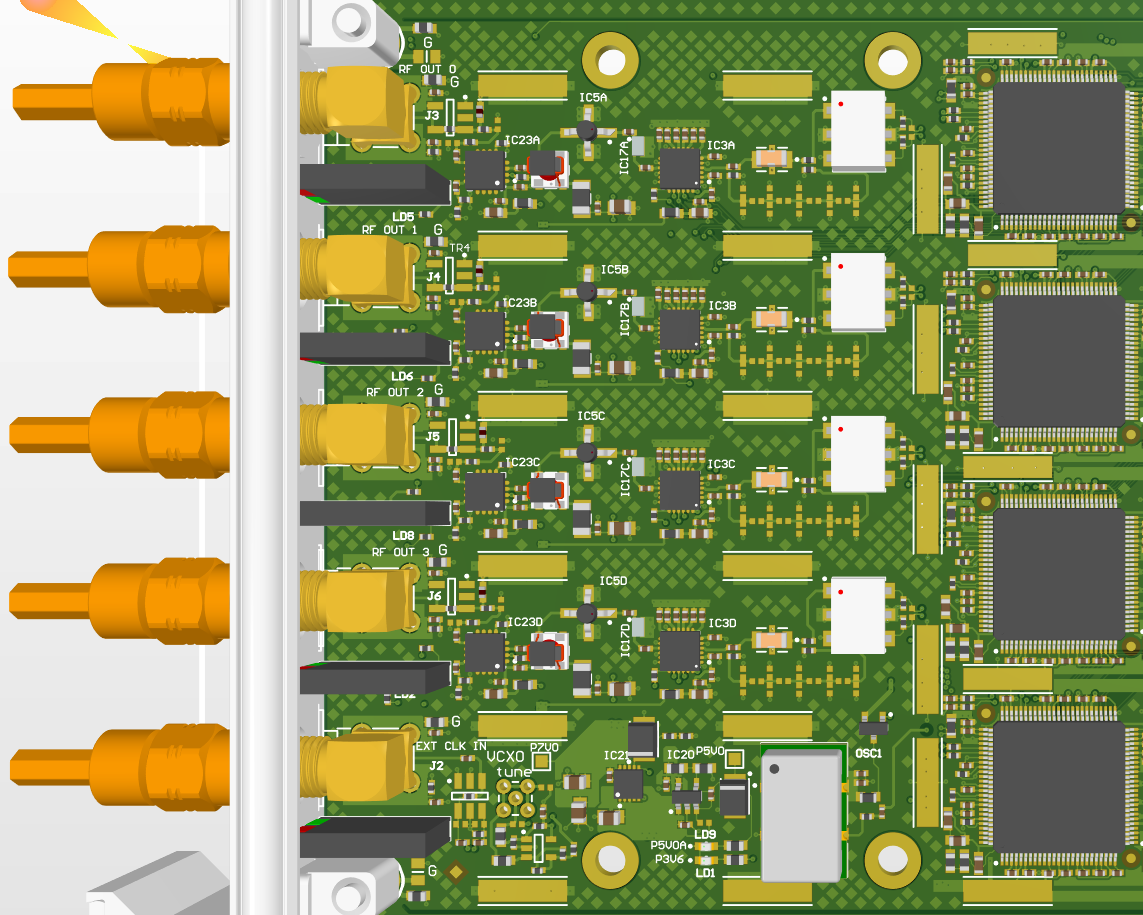 G
RF OUT 0
G
J3
IC5A
IC23A
IC17A
IC3A
LD5
RF OUT 1
G
TR4
J4
IC5B
IC23B
IC17B
IC3B
LD6
RF OUT 2
G
J5
IC5C
IC23C
IC17C
IC3C
LD8
RF OUT 3
G
J6
IC5D
IC23D
IC17D
IC3D
G
EXT CLK IN
J2
VCXO
tune
P7V0
IC21
IC20
P5V0
OSC1
LD9
P5V0A
P3V6
LD1
G